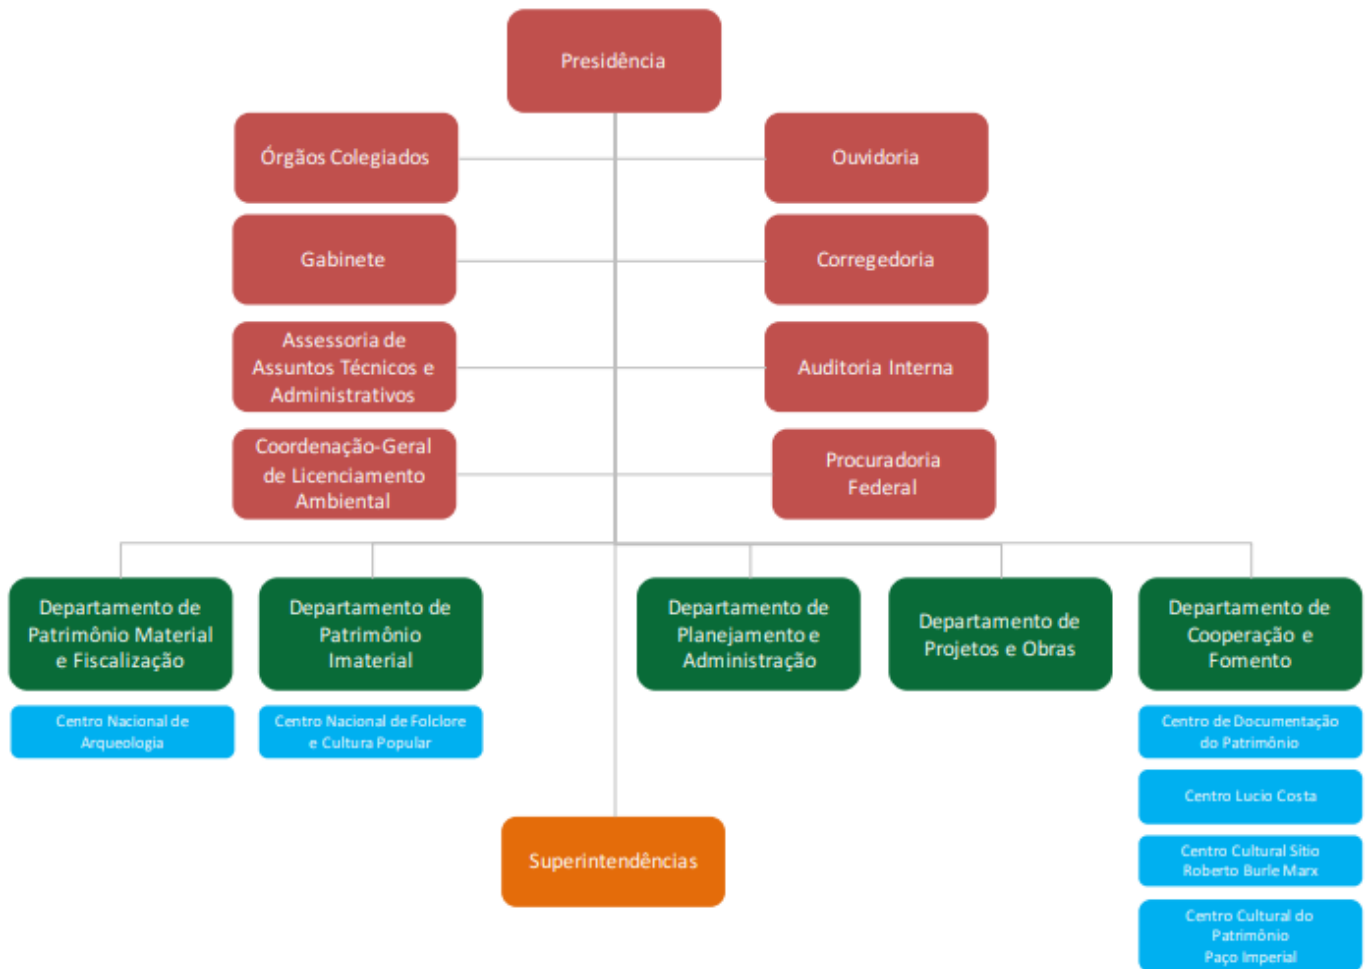 Presidência
Órgãos Colegiados
Ouvidoria
Gabinete
Corregedoria
Assessoria de
Assuntos Técnicos e
Administrativos
Auditoria Interna
Coordenação-Geral
de Licenciamento
Ambiental
Procuradoria
Federal
Departamento de
Patrimônio Material
e Fiscalização
Departamento de
Patrimônio
Imaterial
Departamento de
Planejamento e
Administração
Departamento de
Projetos e Obras
Departamento de
Cooperação e
Fomento
Centro Nacional de
Arqueologia
Centro Nacional de Folclore
e Cultura Popular
Centro de Documentação
do Patrimônio
Centro Lucio Costa
Centro Cultural Sítio
Roberto Burle Marx
Centro Cultural do
Patrimônio
Paço Imperial
Superintendências